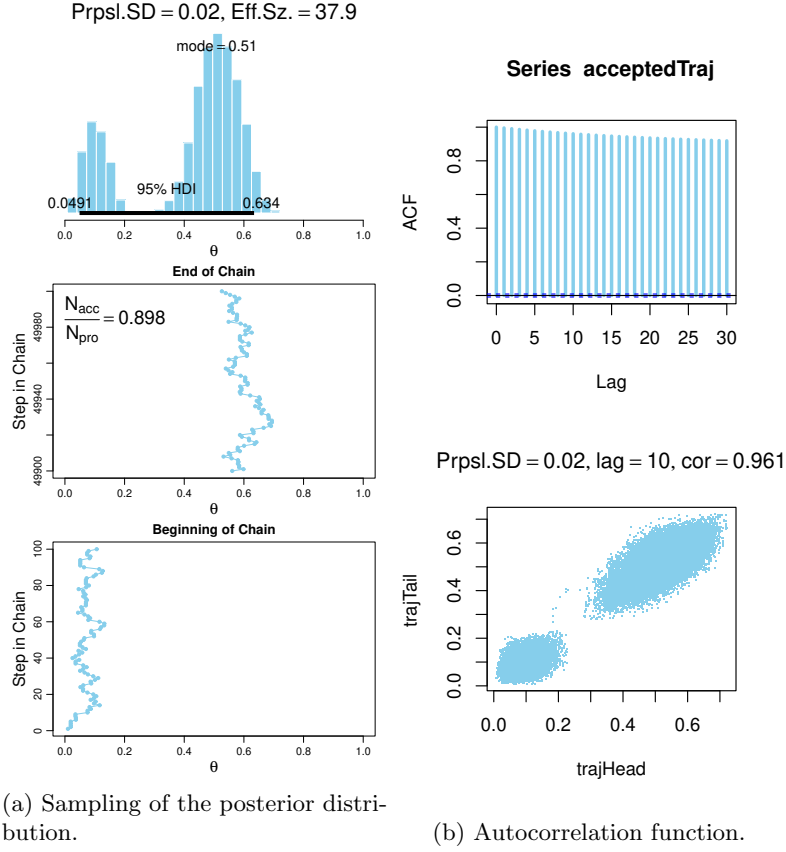 Prpsl.SD = 0.02, Eff.Sz. = 37.9
mode = 0.51
95% HDI
0.0491
0.634
0.0 0.2 0.4 0.6 0.8 1.0
θ
End of Chain
Nacc
Npro
= 0.898
Step in Chain
49900 49940 49980
0.0 0.2 0.4 0.6 0.8 1.0
θ
Beginning of Chain
Step in Chain
0 20 40 60 80 100
0.0 0.2 0.4 0.6 0.8 1.0
θ
(a) Sampling of the posterior distri-
bution.
Series acceptedTraj
ACF
0.0 0.4 0.8
0 5 10 15 20 25 30
Lag
Prpsl.SD = 0.02, lag = 10, cor = 0.961
trajTail
0.0 0.2 0.4 0.6
0.0 0.2 0.4 0.6
trajHead
(b) Autocorrelation function.